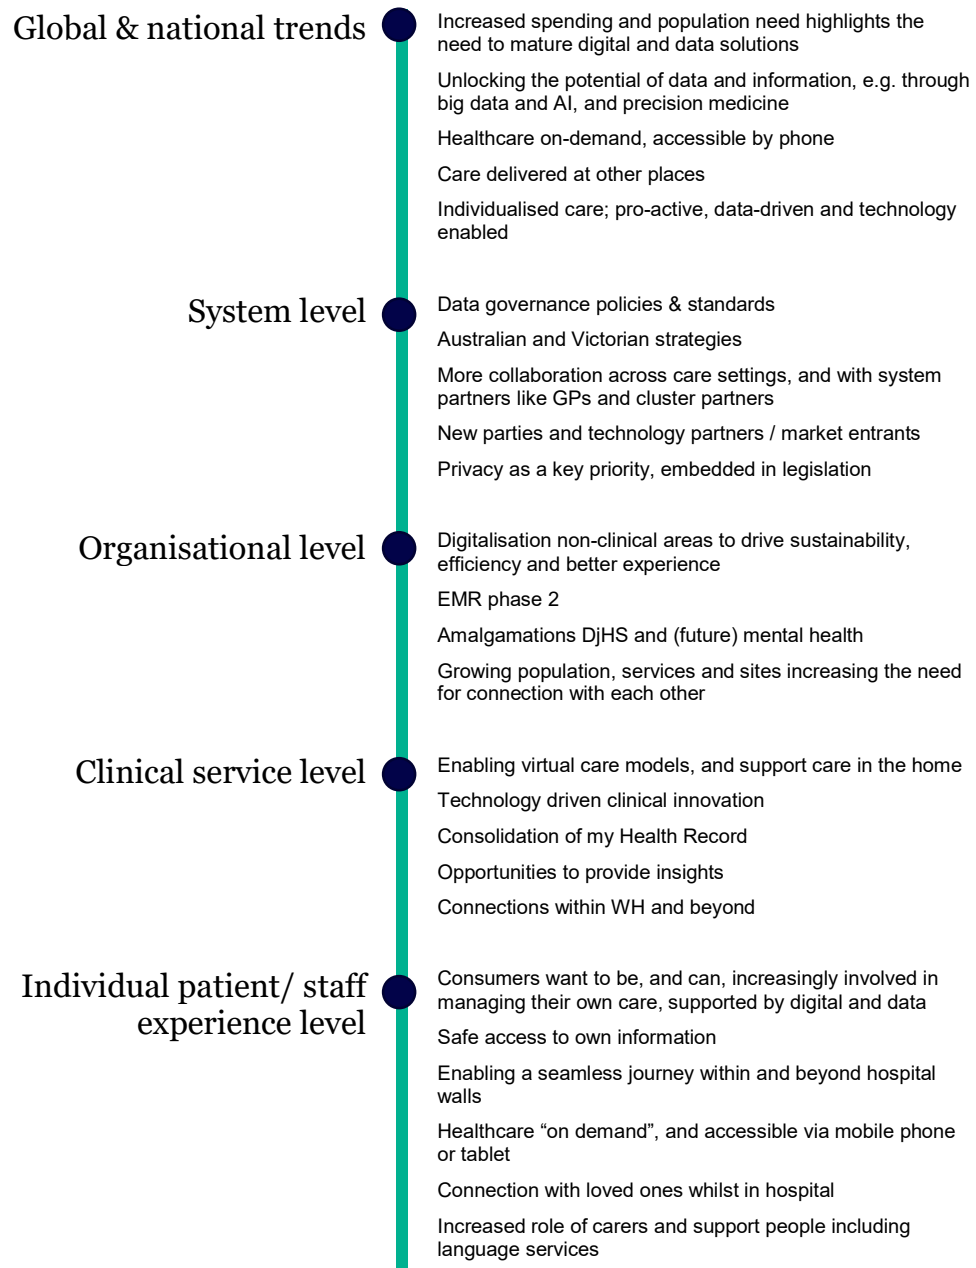 Global & national trends
Increased spending and population need highlights the
need to mature digital and data solutions
Unlocking the potential of data and information, e.g. through
big data and AI, and precision medicine
Healthcare on-demand, accessible by phone
Care delivered at other places
Individualised care; pro-active, data-driven and technology
enabled
System level
Data governance policies & standards
Australian and Victorian strategies
More collaboration across care settings, and with system
partners like GPs and cluster partners
New parties and technology partners / market entrants
Privacy as a key priority, embedded in legislation
Organisational level
Digitalisation non-clinical areas to drive sustainability,
efficiency and better experience
EMR phase 2
Amalgamations DjHS and (future) mental health
Growing population, services and sites increasing the need
for connection with each other
Clinical service level
Enabling virtual care models, and support care in the home
Technology driven clinical innovation
Consolidation of my Health Record
Opportunities to provide insights
Connections within WH and beyond
Individual patient/ staff
experience level
Consumers want to be, and can, increasingly involved in
managing their own care, supported by digital and data
Safe access to own information
Enabling a seamless journey within and beyond hospital
walls
Healthcare “on demand”, and accessible via mobile phone
or tablet
Connection with loved ones whilst in hospital
Increased role of carers and support people including
language services